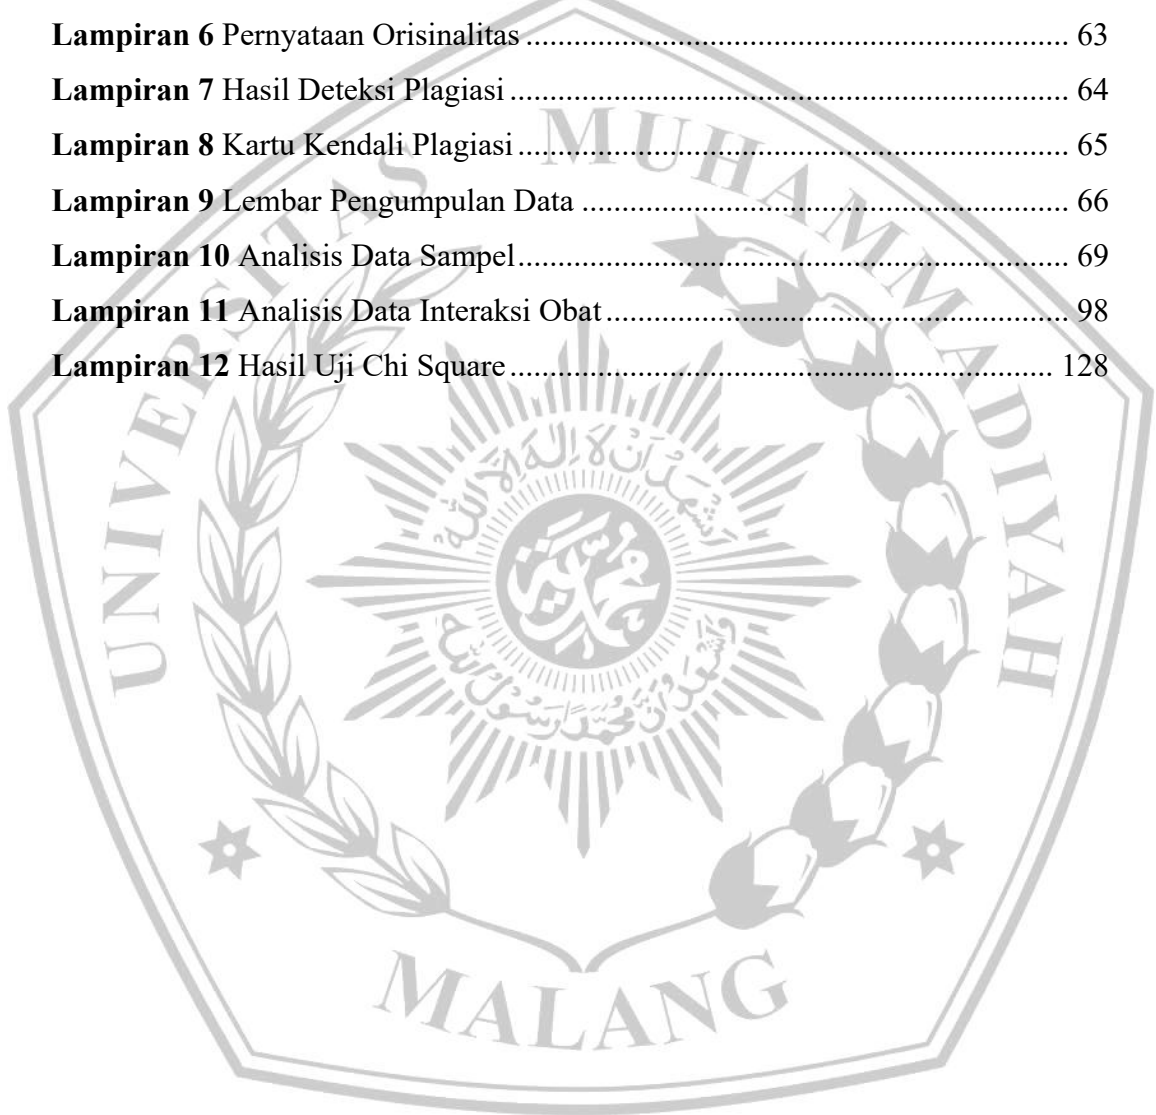 Lampiran 6 Pernyataan Orisinalitas ..................................................................... 63
Lampiran 7 Hasil Deteksi Plagiasi ....................................................................... 64
Lampiran 8 Kartu Kendali Plagiasi ...................................................................... 65
Lampiran 9 Lembar Pengumpulan Data .............................................................. 66
Lampiran 10 Analisis Data Sampel ...................................................................... 69
Lampiran 11 Analisis Data Interaksi Obat ........................................................... 98
Lampiran 12 Hasil Uji Chi Square ..................................................................... 128
UNIVERSITAS MUHAMMADIYAH
MALANG